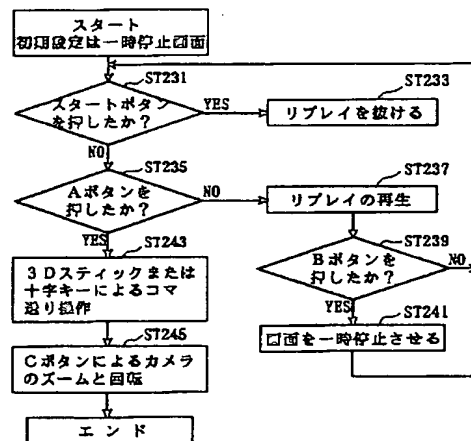 スタート
初期設定は一時停止画面
ST231
スタートボタン
を押したか？
YES
ST233
リプレイを抜ける
NO
ST235
Aボタンを
押したか？
NO
ST237
リプレイの再生
YES
ST243
3Dスティックまたは
十字キーによるコマ
送り操作
ST239
Bボタンを
押したか？
NO
YES
ST241
画面を一時停止させる
ST245
Cボタンによるカメラ
のズームと回転
エンド